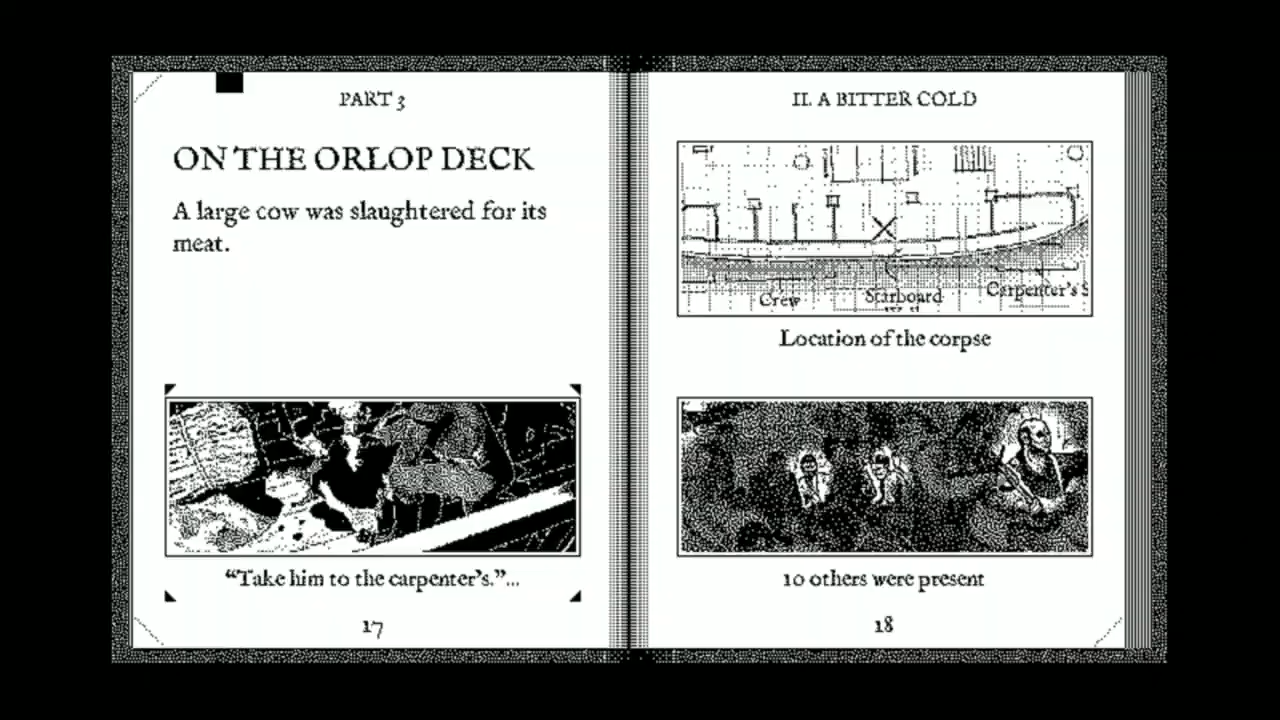 PART 3
ON THE ORLOP DECK
A large cow was slaughtered for its
meat.
“Take him to the carpenter’s.”...
17
II. A BITTER COLD
Crew
Starboard
Carpenter's S
Location of the corpse
10 others were present
18